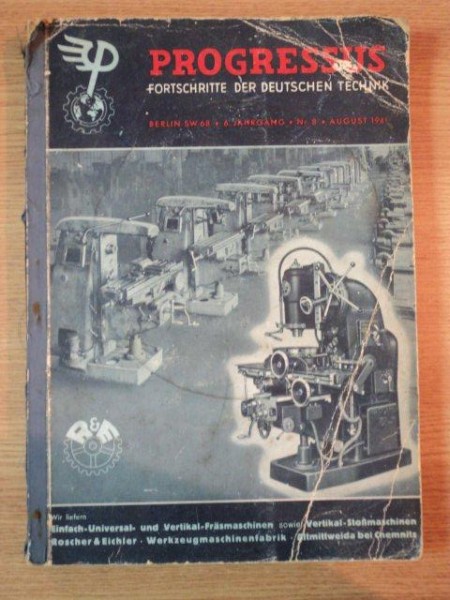 PROGRESSUS
FORTSCHRITTE DER DEUTSCHEN TECHNIK
BERLIN SW 68 • 6. JAHRGANG • Nr. 8 • AUGUST 1941
R&E
Wir liefern
Einfach-Universal- und Vertikal-Fräsmaschinen sowie Vertikal-Stoßmaschinen
Roscher & Eichler · Werkzeugmaschinenfabrik · Altmittweida bei Chemnitz